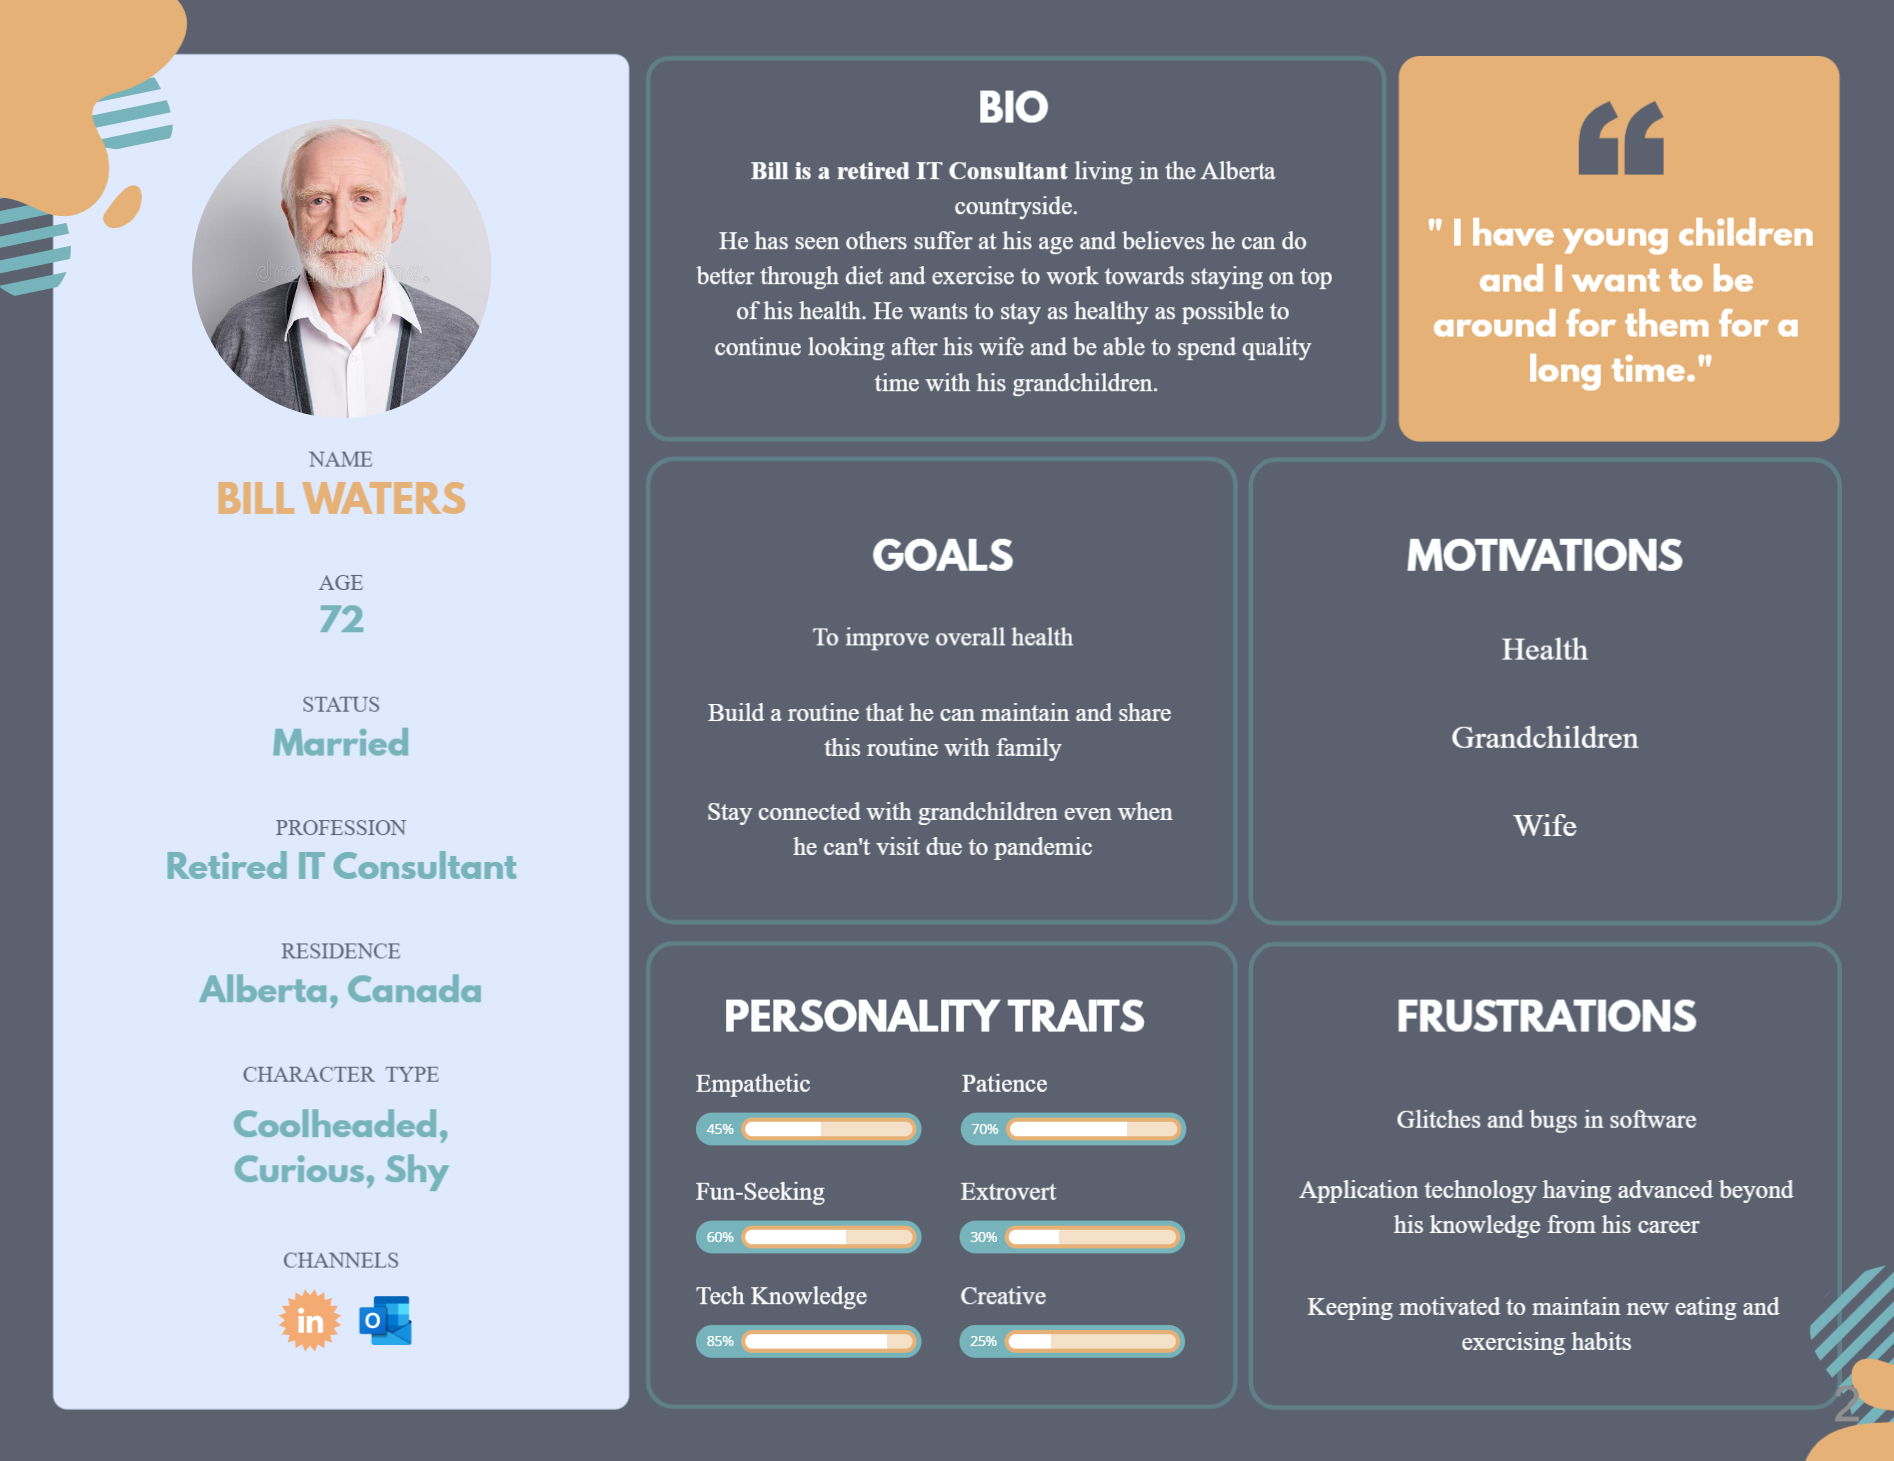 NAME
BILL WATERS
AGE
72
STATUS
Married
PROFESSION
Retired IT Consultant
RESIDENCE
Alberta, Canada
CHARACTER TYPE
Coolheaded,
Curious, Shy
CHANNELS
in
O
BIO
Bill is a retired IT Consultant living in the Alberta
countryside.
He has seen others suffer at his age and believes he can do
better through diet and exercise to work towards staying on top
of his health. He wants to stay as healthy as possible to
continue looking after his wife and be able to spend quality
time with his grandchildren.
" I have young children
and I want to be
around for them for a
long time."
GOALS
To improve overall health
Build a routine that he can maintain and share
this routine with family
Stay connected with grandchildren even when
he can't visit due to pandemic
MOTIVATIONS
Health
Grandchildren
Wife
PERSONALITY TRAITS
Empathetic
45%
Patience
70%
Fun-Seeking
60%
Extrovert
30%
Tech Knowledge
85%
Creative
25%
FRUSTRATIONS
Glitches and bugs in software
Application technology having advanced beyond
his knowledge from his career
Keeping motivated to maintain new eating and
exercising habits
2